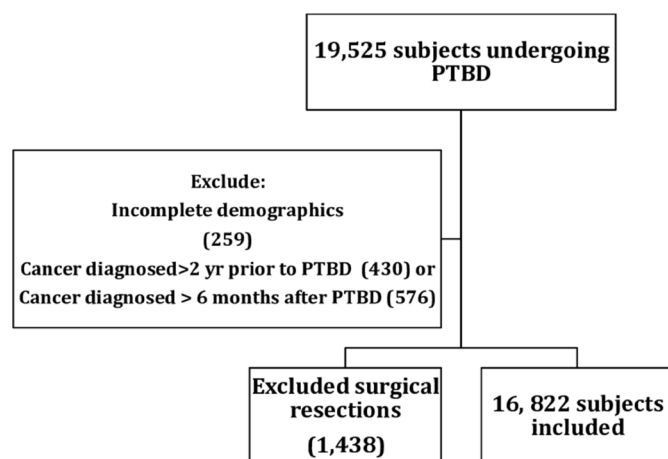 19,525 subjects undergoing
PTBD
Exclude:
Incomplete demographics
(259)
Cancer diagnosed>2 yr prior to PTBD (430) or
Cancer diagnosed > 6 months after PTBD (576)
Excluded surgical
resections
(1,438)
16, 822 subjects
included